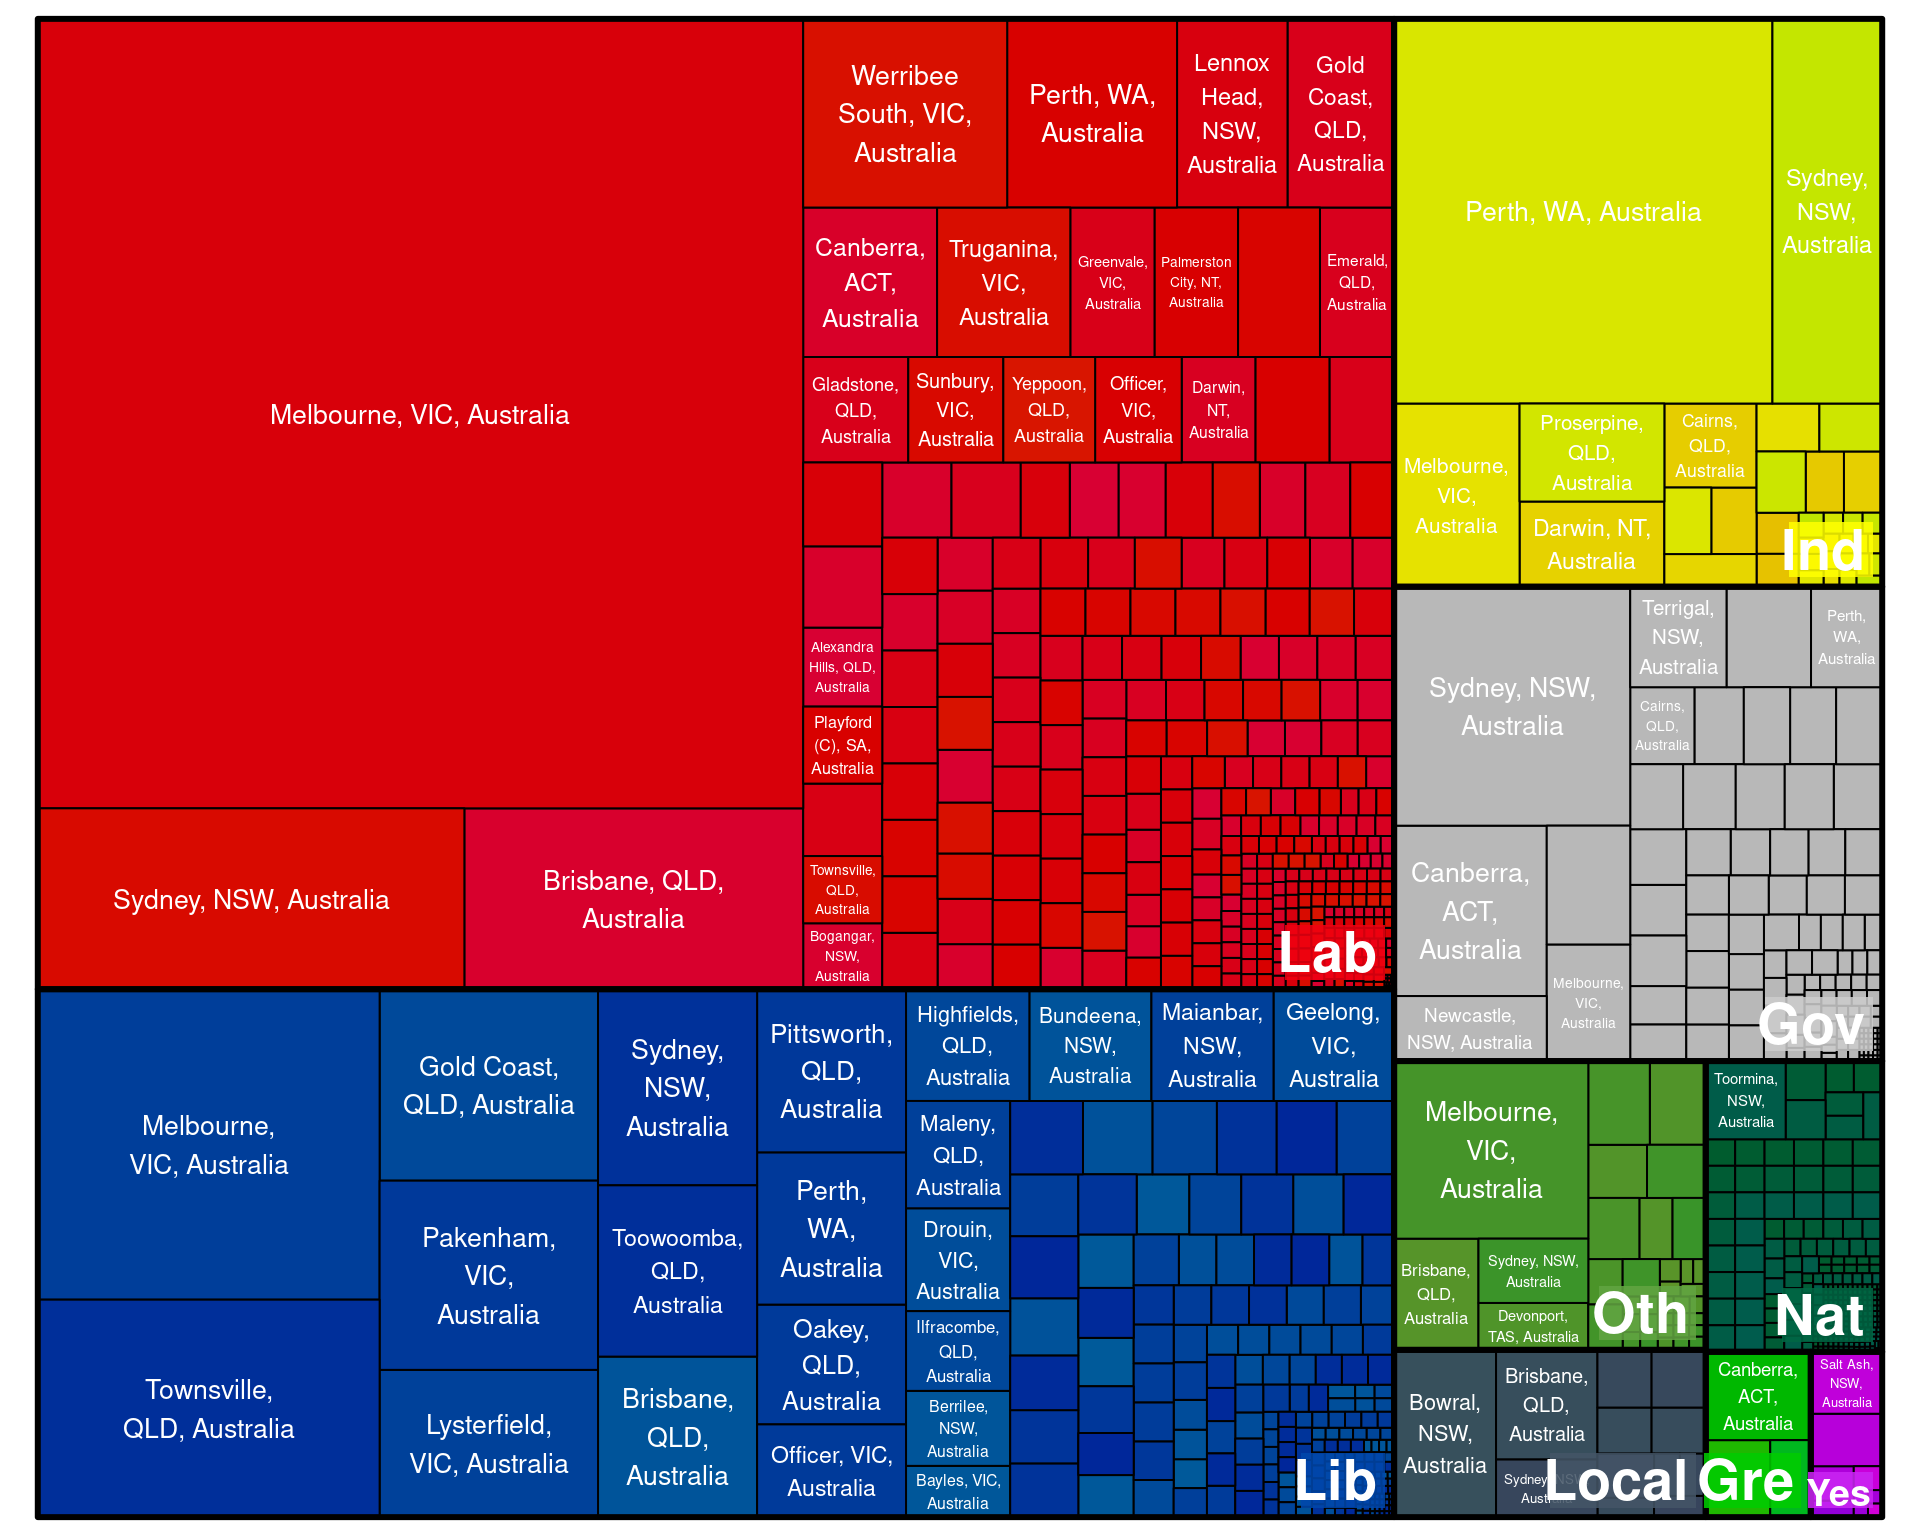 Melbourne, VIC, Australia
Sydney, NSW, Australia
Brisbane, QLD,
Australia
Werribee
South, VIC,
Australia
Perth, WA,
Australia
Lennox
Head,
NSW,
Australia
Gold
Coast,
QLD,
Australia
Canberra,
ACT,
Australia
Truganina,
VIC,
Australia
Greenvale,
VIC,
Australia
Palmerston
City, NT,
Australia
Emerald,
QLD,
Australia
Gladstone,
QLD,
Australia
Sunbury,
VIC,
Australia
Yeppoon,
QLD,
Australia
Officer,
VIC,
Australia
Darwin,
NT,
Australia
Alexandra
Hills, QLD,
Australia
Playford
(C), SA,
Australia
Townsville,
QLD,
Australia
Bogangar,
NSW,
Australia
Lab
Perth, WA, Australia
Sydney,
NSW,
Australia
Melbourne,
VIC,
Australia
Proserpine,
QLD,
Australia
Darwin, NT,
Australia
Cairns,
QLD,
Australia
Ind
Sydney, NSW,
Australia
Terrigal,
NSW,
Australia
Perth,
WA,
Australia
Cairns,
QLD,
Australia
Canberra,
ACT,
Australia
Newcastle,
NSW, Australia
Melbourne,
VIC,
Australia
Gov
Melbourne,
VIC, Australia
Townsville,
QLD, Australia
Gold Coast,
QLD, Australia
Pakenham,
VIC,
Australia
Lysterfield,
VIC, Australia
Sydney,
NSW,
Australia
Toowoomba,
QLD,
Australia
Brisbane,
QLD,
Australia
Pittsworth,
QLD,
Australia
Perth,
WA,
Australia
Oakey,
QLD,
Australia
Officer, VIC,
Australia
Highfields,
QLD,
Australia
Bundeena,
NSW,
Australia
Maianbar,
NSW,
Australia
Geelong,
VIC,
Australia
Maleny,
QLD,
Australia
Drouin,
VIC,
Australia
Ilfracombe,
QLD,
Australia
Berrilee,
NSW,
Australia
Bayles, VIC,
Australia
Lib
Melbourne,
VIC,
Australia
Brisbane,
QLD,
Australia
Sydney, NSW,
Australia
Devonport,
TAS, Australia
Oth
Toormina,
NSW,
Australia
Nat
Bowral,
NSW,
Australia
Brisbane,
QLD,
Australia
Sydney, NSW,
Australia
Local
Canberra,
ACT,
Australia
Gre
Salt Ash,
NSW,
Australia
Yes